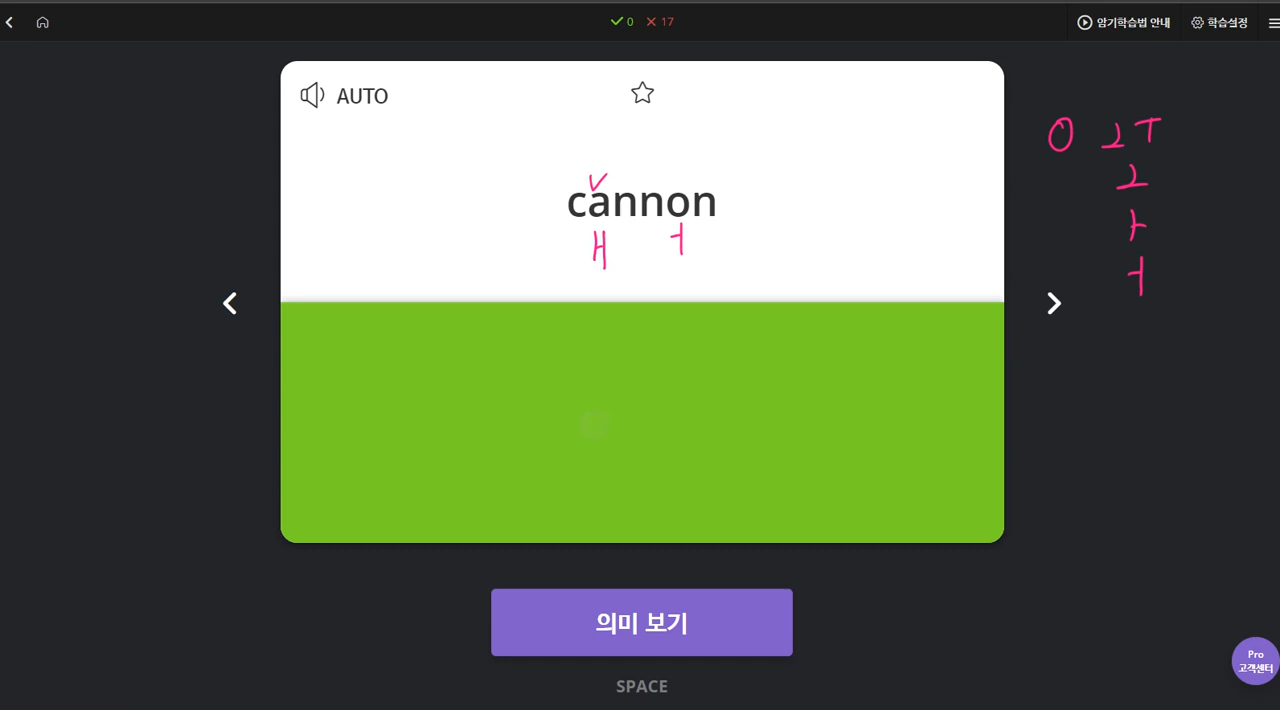 0 17
암기학습법 안내
학습설정
AUTO
cannon
ㅐ ㅓ
O ㅗㅜ
ㅗ
ㅏ
ㅓ
의미 보기
SPACE
Pro
고객센터